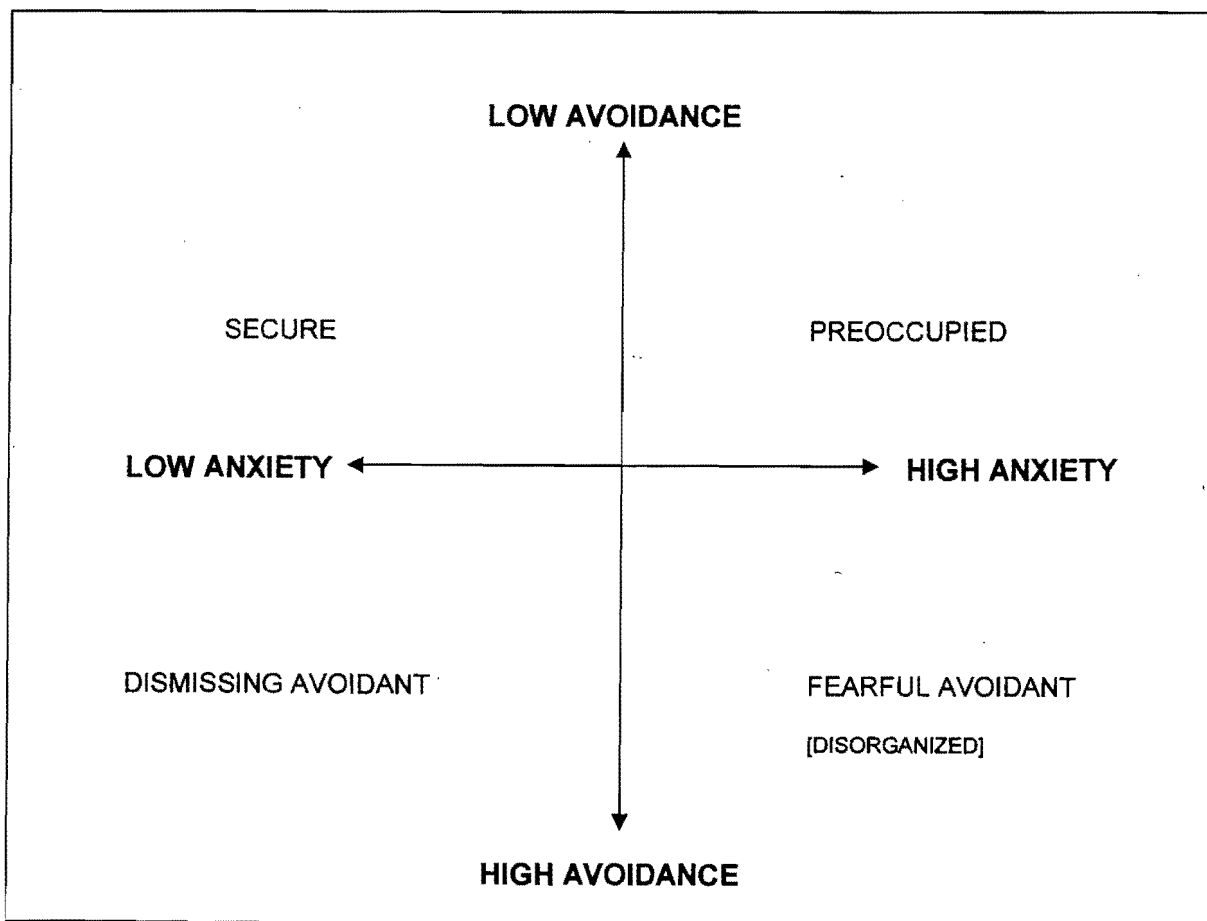 LOW AVOIDANCE
SECURE
PREOCCUPIED
LOW ANXIETY
HIGH ANXIETY
DISMISSING AVOIDANT
FEARFUL AVOIDANT
[DISORGANIZED]
HIGH AVOIDANCE